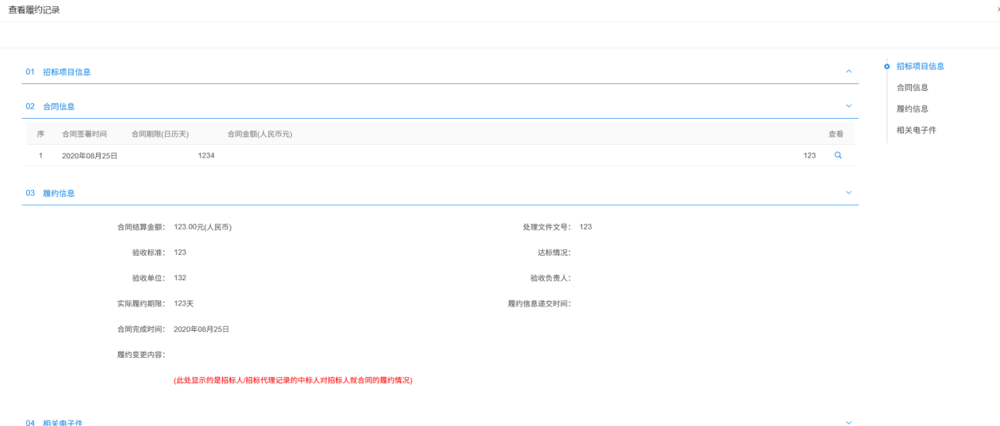 查看履约记录
01 招标项目信息
招标项目信息
合同信息
履约信息
相关电子件
02 合同信息
序 合同签署时间 合同期限(日历天) 合同金额(人民币元) 查看
1 2020年08月25日 1234 123
03 履约信息
合同结算金额： 123.00元(人民币) 处理文件文号： 123
验收标准： 123 达标情况：
验收单位： 132 验收负责人：
实际履约期限： 123天 履约信息递交时间：
合同完成时间： 2020年08月25日
履约变更内容：
(此处显示的是招标人/招标代理记录的中标人对招标人就合同的履约情况)
04 相关电子件